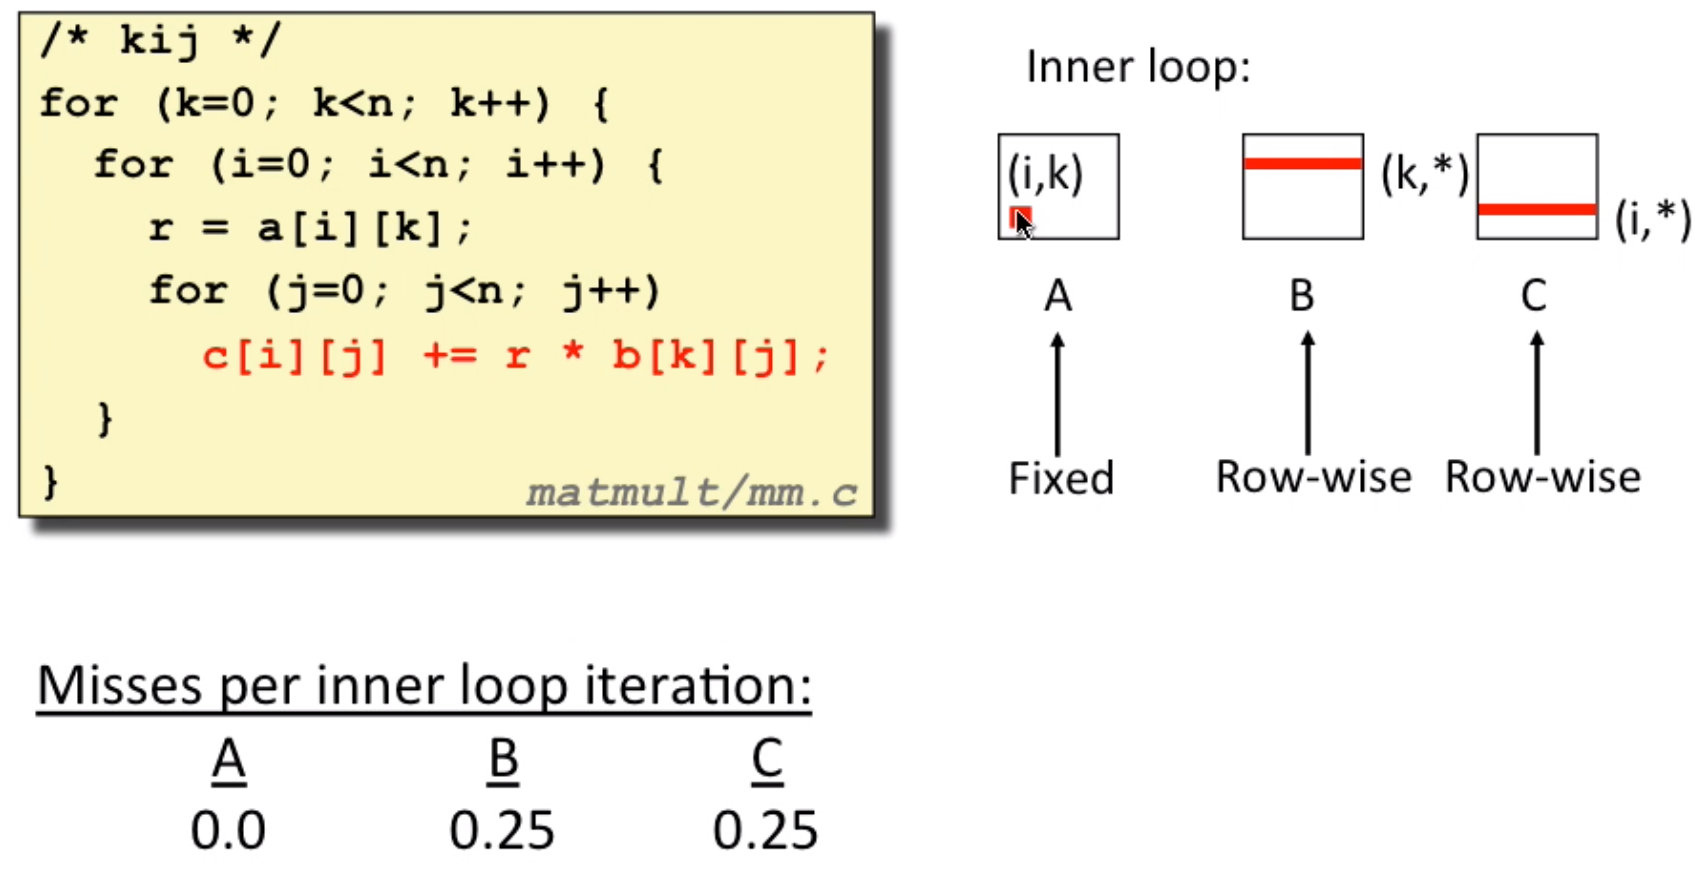 /* kij */
for (k=0; k<n; k++) {
for (i=0; i<n; i++) {
r = a[i][k];
for (j=0; j<n; j++)
c[i][j] += r * b[k][j];
}
}
matmult/mm.c
Inner loop:
(i,k)
(k,*)
(i,*)
A B C
Fixed Row-wise Row-wise
Misses per inner loop iteration:
A B C
0.0 0.25 0.25